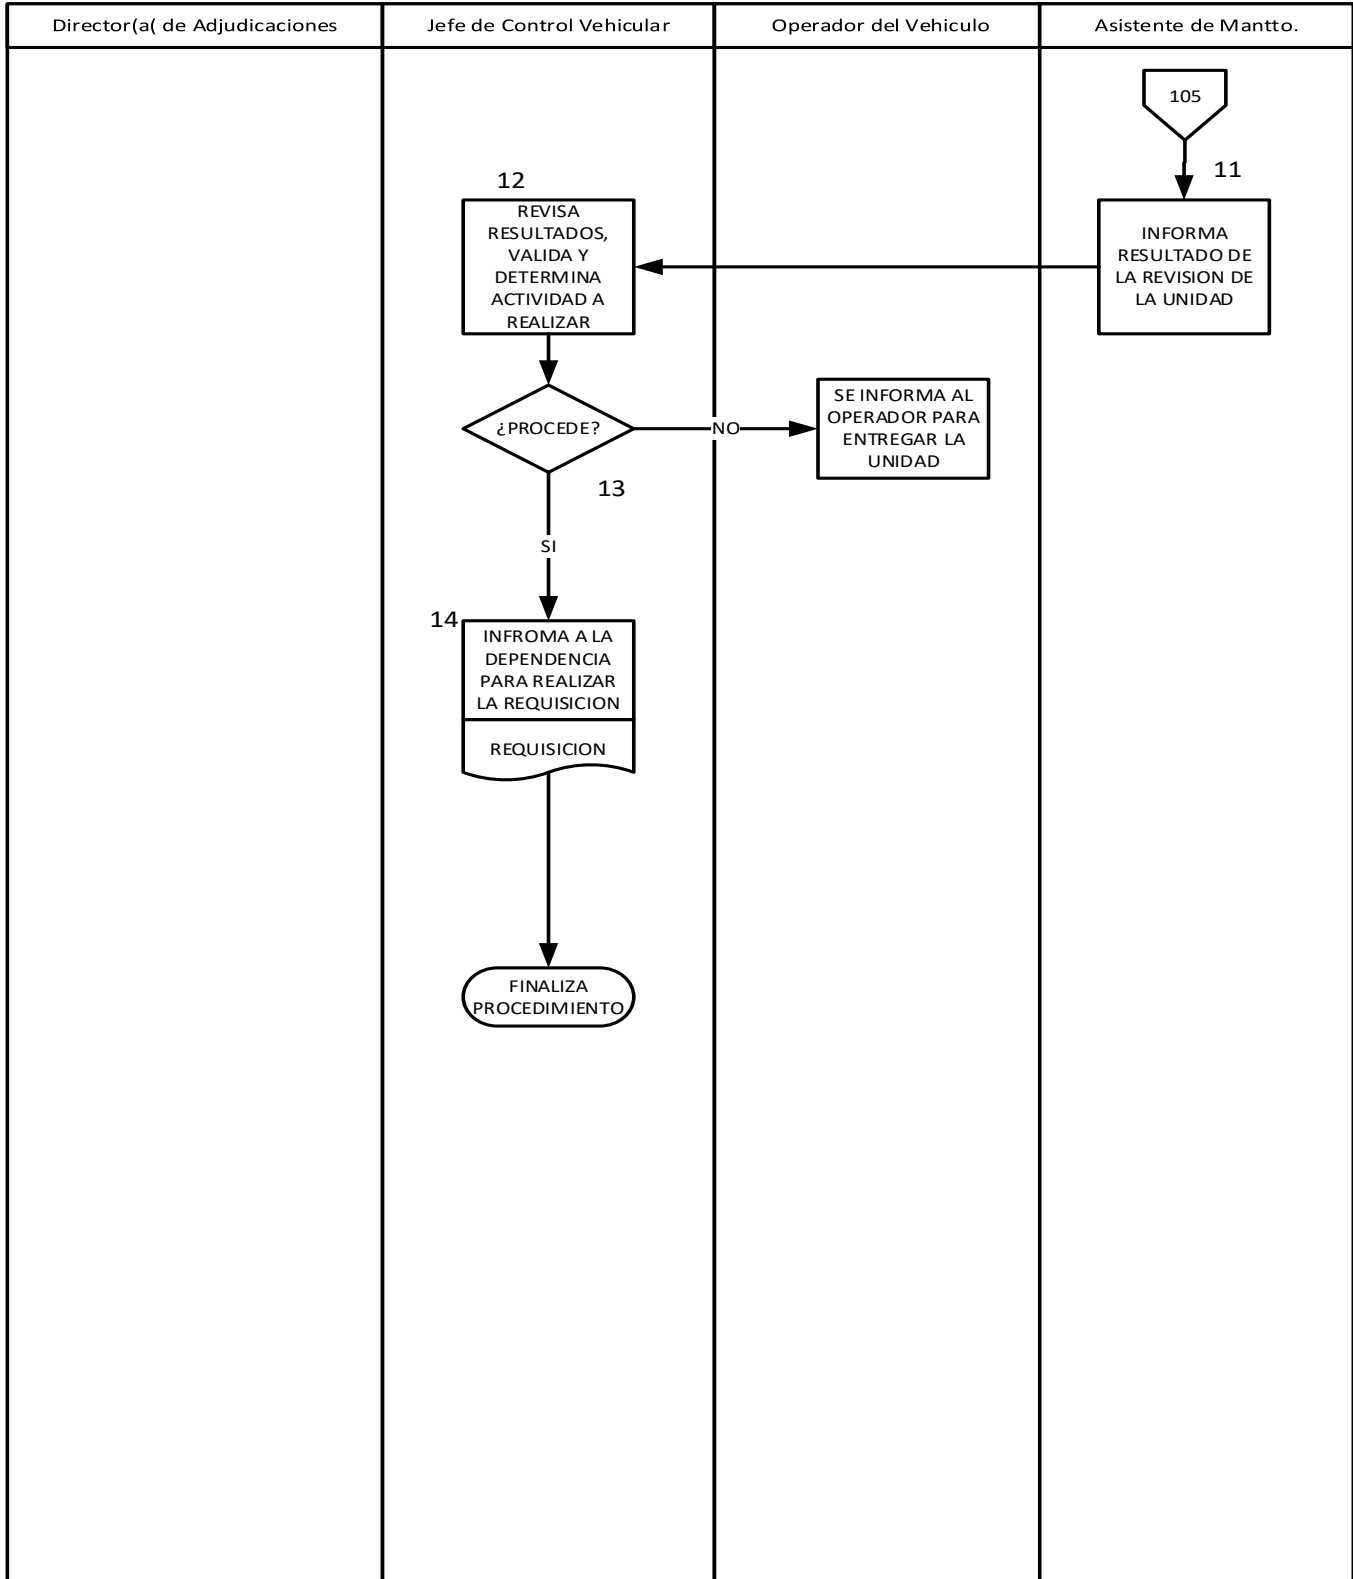 Director(a( de Adjudicaciones
Jefe de Control Vehicular
Operador del Vehiculo
Asistente de Mantto.
105
11
INFORMA
RESULTADO DE
LA REVISION DE
LA UNIDAD
12
REVISA
RESULTADOS,
VALIDA Y
DETERMINA
ACTIVIDAD A
REALIZAR
¿PROCEDE?
NO
SE INFORMA AL
OPERADOR PARA
ENTREGAR LA
UNIDAD
13
SI
14
INFROMA A LA
DEPENDENCIA
PARA REALIZAR
LA REQUISICION
REQUISICION
FINALIZA
PROCEDIMIENTO